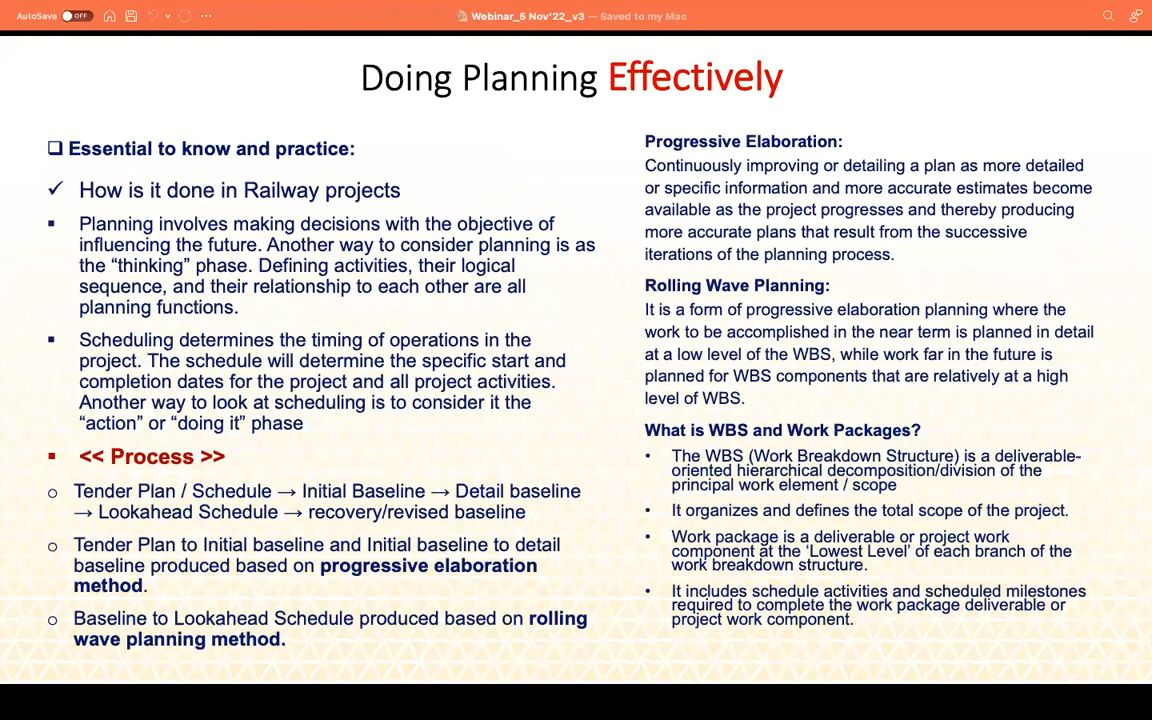 AutoSave OFF
Webinar_5 Nov'22_v3 — Saved to my Mac
Doing Planning Effectively
❑ Essential to know and practice:
✓ How is it done in Railway projects
▪ Planning involves making decisions with the objective of
influencing the future. Another way to consider planning is as
the “thinking” phase. Defining activities, their logical
sequence, and their relationship to each other are all
planning functions.
▪ Scheduling determines the timing of operations in the
project. The schedule will determine the specific start and
completion dates for the project and all project activities.
Another way to look at scheduling is to consider it the
“action” or “doing it” phase
▪ << Process >>
o Tender Plan / Schedule → Initial Baseline → Detail baseline
→ Lookahead Schedule → recovery/revised baseline
o Tender Plan to Initial baseline and Initial baseline to detail
baseline produced based on progressive elaboration
method.
o Baseline to Lookahead Schedule produced based on rolling
wave planning method.
Progressive Elaboration:
Continuously improving or detailing a plan as more detailed
or specific information and more accurate estimates become
available as the project progresses and thereby producing
more accurate plans that result from the successive
iterations of the planning process.
Rolling Wave Planning:
It is a form of progressive elaboration planning where the
work to be accomplished in the near term is planned in detail
at a low level of the WBS, while work far in the future is
planned for WBS components that are relatively at a high
level of WBS.
What is WBS and Work Packages?
• The WBS (Work Breakdown Structure) is a deliverable-
oriented hierarchical decomposition/division of the
principal work element / scope
• It organizes and defines the total scope of the project.
• Work package is a deliverable or project work
component at the ‘Lowest Level’ of each branch of the
work breakdown structure.
• It includes schedule activities and scheduled milestones
required to complete the work package deliverable or
project work component.